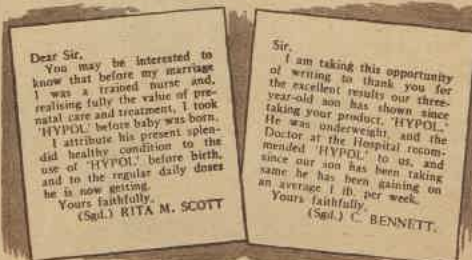 Dear Sir,
You may be interested to
know that before my marriage
I was a trained nurse and,
realising fully the value of pre-
natal care and treatment, I took
'HYPOL' before baby was born.
I attribute his present splen-
did healthy condition to the
use of 'HYPOL' before birth,
and to the regular daily doses
he is now getting.
Yours faithfully,
(Sgd.) RITA M. SCOTT
Sir,
I am taking this opportunity
of writing to thank you for
the excellent results our three-
year-old son has shown since
taking your product, 'HYPOL.'
He was underweight, and the
Doctor at the Hospital recom-
mended 'HYPOL' to us, and
since our son has been taking
same he has been gaining on
an average 1 lb. per week.
Yours faithfully,
(Sgd.) C. BENNETT.